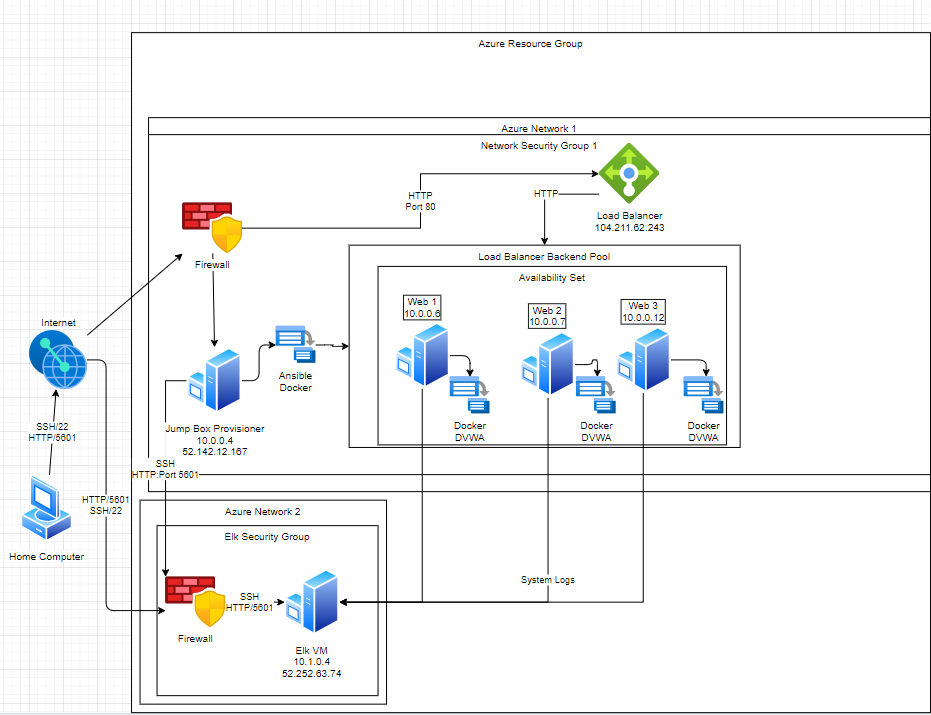 Azure Resource Group
Azure Network 1
Network Security Group 1
HTTP
Port 80
HTTP
Load Balancer
104.211.62.243
Firewall
Load Balancer Backend Pool
Availability Set
Web 1
10.0.0.6
Web 2
10.0.0.7
Web 3
10.0.0.12
Internet
Ansible
Docker
Docker
DVWA
Docker
DVWA
Docker
DVWA
Jump Box Provisioner
10.0.0.4
52.142.12.167
SSH/22
HTTP/5601
SSH
HTTP:Port 5601
HTTP/5601
SSH/22
Home Computer
Azure Network 2
Elk Security Group
System Logs
SSH
HTTP/5601
Firewall
Elk VM
10.1.0.4
52.252.63.74